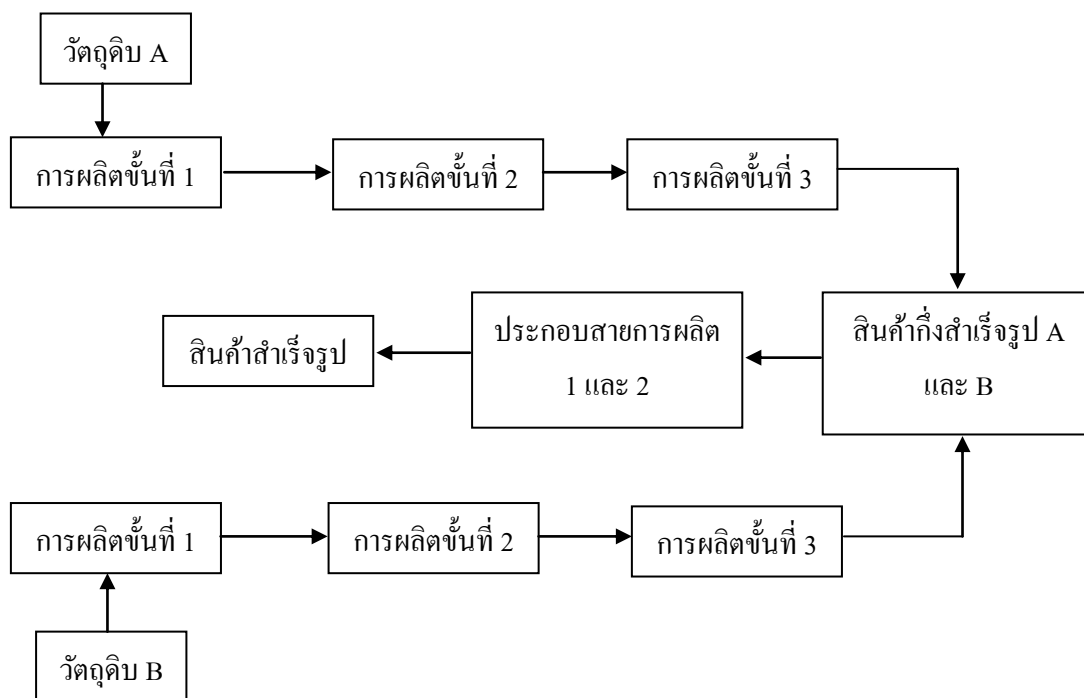 วัตถุดิบ A
การผลิตขั้นที่ 1
การผลิตขั้นที่ 2
การผลิตขั้นที่ 3
สินค้าสำเร็จรูป
ประกอบสายการผลิต
1 และ 2
สินค้ากึ่งสำเร็จรูป A
และ B
การผลิตขั้นที่ 1
การผลิตขั้นที่ 2
การผลิตขั้นที่ 3
วัตถุดิบ B